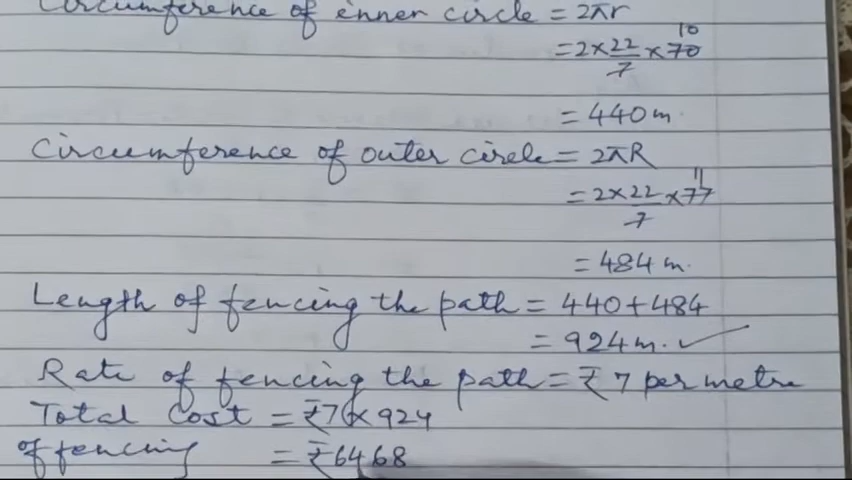 Circumference of inner circle = 2πr
= 2 × 22/7 × 70 10
= 440 m.
Circumference of outer circle = 2πR
= 2 × 22/7 × 77 11
= 484 m.
Length of fencing the path = 440 + 484
= 924 m. ✓
Rate of fencing the path = ₹ 7 per metre
Total Cost = ₹ 7 × 924
of fencing = ₹ 6468